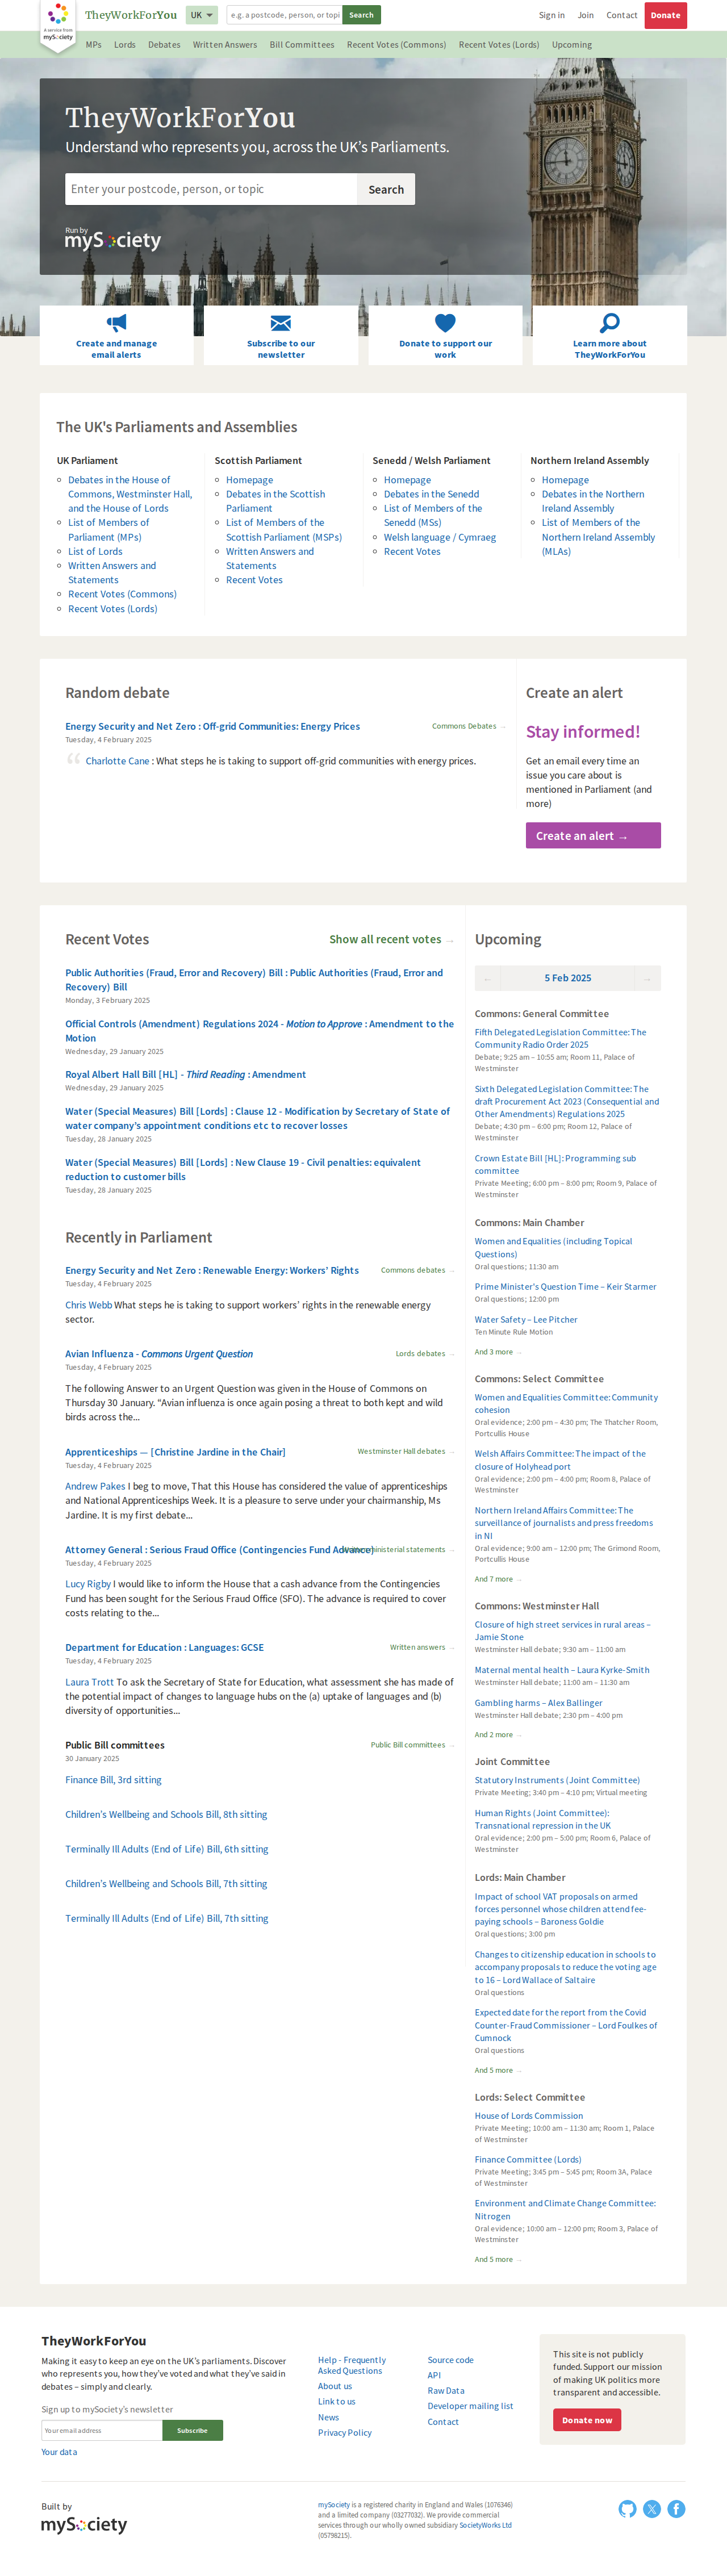 A service from
mySociety
TheyWorkForYou
UK
e.g. a postcode, person, or topi
Search
Sign in
Join
Contact
Donate
MPs
Lords
Debates
Written Answers
Bill Committees
Recent Votes (Commons)
Recent Votes (Lords)
Upcoming
TheyWorkForYou
Understand who represents you, across the UK's Parliaments.
Enter your postcode, person, or topic
Search
Run by
mySociety
Create and manage
email alerts
Subscribe to our
newsletter
Donate to support our
work
Learn more about
TheyWorkForYou
The UK's Parliaments and Assemblies
UK Parliament
Debates in the House of
Commons, Westminster Hall,
and the House of Lords
List of Members of
Parliament (MPs)
List of Lords
Written Answers and
Statements
Recent Votes (Commons)
Recent Votes (Lords)
Scottish Parliament
Homepage
Debates in the Scottish
Parliament
List of Members of the
Scottish Parliament (MSPs)
Written Answers and
Statements
Recent Votes
Senedd / Welsh Parliament
Homepage
Debates in the Senedd
List of Members of the
Senedd (MSs)
Welsh language / Cymraeg
Recent Votes
Northern Ireland Assembly
Homepage
Debates in the Northern
Ireland Assembly
List of Members of the
Northern Ireland Assembly
(MLAs)
Random debate
Energy Security and Net Zero : Off-grid Communities: Energy Prices
Commons Debates →
Tuesday, 4 February 2025
“ Charlotte Cane : What steps he is taking to support off-grid communities with energy prices.
Create an alert
Stay informed!
Get an email every time an
issue you care about is
mentioned in Parliament (and
more)
Create an alert →
Recent Votes
Show all recent votes →
Public Authorities (Fraud, Error and Recovery) Bill : Public Authorities (Fraud, Error and
Recovery) Bill
Monday, 3 February 2025
Official Controls (Amendment) Regulations 2024 - Motion to Approve : Amendment to the
Motion
Wednesday, 29 January 2025
Royal Albert Hall Bill [HL] - Third Reading : Amendment
Wednesday, 29 January 2025
Water (Special Measures) Bill [Lords] : Clause 12 - Modification by Secretary of State of
water company's appointment conditions etc to recover losses
Tuesday, 28 January 2025
Water (Special Measures) Bill [Lords] : New Clause 19 - Civil penalties: equivalent
reduction to customer bills
Tuesday, 28 January 2025
Recently in Parliament
Energy Security and Net Zero : Renewable Energy: Workers' Rights
Commons debates →
Tuesday, 4 February 2025
Chris Webb What steps he is taking to support workers' rights in the renewable energy
sector.
Avian Influenza - Commons Urgent Question
Lords debates →
Tuesday, 4 February 2025
The following Answer to an Urgent Question was given in the House of Commons on
Thursday 30 January. “Avian influenza is once again posing a threat to both kept and wild
birds across the...
Apprenticeships — [Christine Jardine in the Chair]
Westminster Hall debates →
Tuesday, 4 February 2025
Andrew Pakes I beg to move, That this House has considered the value of apprenticeships
and National Apprenticeships Week. It is a pleasure to serve under your chairmanship, Ms
Jardine. It is my first debate...
Attorney General : Serious Fraud Office (Contingencies Fund Advance)
ministerial statements →
Tuesday, 4 February 2025
Lucy Rigby I would like to inform the House that a cash advance from the Contingencies
Fund has been sought for the Serious Fraud Office (SFO). The advance is required to cover
costs relating to the...
Department for Education : Languages: GCSE
Written answers →
Tuesday, 4 February 2025
Laura Trott To ask the Secretary of State for Education, what assessment she has made of
the potential impact of changes to language hubs on the (a) uptake of languages and (b)
diversity of opportunities...
Public Bill committees
Public Bill committees →
30 January 2025
Finance Bill, 3rd sitting
Children's Wellbeing and Schools Bill, 8th sitting
Terminally Ill Adults (End of Life) Bill, 6th sitting
Children's Wellbeing and Schools Bill, 7th sitting
Terminally Ill Adults (End of Life) Bill, 7th sitting
Upcoming
← 5 Feb 2025 →
Commons: General Committee
Fifth Delegated Legislation Committee: The
Community Radio Order 2025
Debate; 9:25 am – 10:55 am; Room 11, Palace of
Westminster
Sixth Delegated Legislation Committee: The
draft Procurement Act 2023 (Consequential and
Other Amendments) Regulations 2025
Debate; 4:30 pm – 6:00 pm; Room 12, Palace of
Westminster
Crown Estate Bill [HL]: Programming sub
committee
Private Meeting; 6:00 pm – 8:00 pm; Room 9, Palace of
Westminster
Commons: Main Chamber
Women and Equalities (including Topical
Questions)
Oral questions; 11:30 am
Prime Minister's Question Time – Keir Starmer
Oral questions; 12:00 pm
Water Safety – Lee Pitcher
Ten Minute Rule Motion
And 3 more →
Commons: Select Committee
Women and Equalities Committee: Community
cohesion
Oral evidence; 2:00 pm – 4:30 pm; The Thatcher Room,
Portcullis House
Welsh Affairs Committee: The impact of the
closure of Holyhead port
Oral evidence; 2:00 pm – 4:00 pm; Room 8, Palace of
Westminster
Northern Ireland Affairs Committee: The
surveillance of journalists and press freedoms
in NI
Oral evidence; 9:00 am – 12:00 pm; The Grimond Room,
Portcullis House
And 7 more →
Commons: Westminster Hall
Closure of high street services in rural areas –
Jamie Stone
Westminster Hall debate; 9:30 am – 11:00 am
Maternal mental health – Laura Kyrke-Smith
Westminster Hall debate; 11:00 am – 11:30 am
Gambling harms – Alex Ballinger
Westminster Hall debate; 2:30 pm – 4:00 pm
And 2 more →
Joint Committee
Statutory Instruments (Joint Committee)
Private Meeting; 3:40 pm – 4:10 pm; Virtual meeting
Human Rights (Joint Committee):
Transnational repression in the UK
Oral evidence; 2:00 pm – 5:00 pm; Room 6, Palace of
Westminster
Lords: Main Chamber
Impact of school VAT proposals on armed
forces personnel whose children attend fee-
paying schools – Baroness Goldie
Oral questions; 3:00 pm
Changes to citizenship education in schools to
accompany proposals to reduce the voting age
to 16 – Lord Wallace of Saltaire
Oral questions
Expected date for the report from the Covid
Counter-Fraud Commissioner – Lord Foulkes of
Cumnock
Oral questions
And 5 more →
Lords: Select Committee
House of Lords Commission
Private Meeting; 10:00 am – 11:30 am; Room 1, Palace
of Westminster
Finance Committee (Lords)
Private Meeting; 3:45 pm – 5:45 pm; Room 3A, Palace
of Westminster
Environment and Climate Change Committee:
Nitrogen
Oral evidence; 10:00 am – 12:00 pm; Room 3, Palace of
Westminster
And 5 more →
TheyWorkForYou
Making it easy to keep an eye on the UK's parliaments. Discover
who represents you, how they've voted and what they've said in
debates – simply and clearly.
Sign up to mySociety's newsletter
Your email address
Subscribe
Your data
Help - Frequently
Asked Questions
About us
Link to us
News
Privacy Policy
Source code
API
Raw Data
Developer mailing list
Contact
This site is not publicly
funded. Support our mission
of making UK politics more
transparent and accessible.
Donate now
Built by
mySociety
mySociety is a registered charity in England and Wales (1076346)
and a limited company (03277032). We provide commercial
services through our wholly owned subsidiary SocietyWorks Ltd
(05798215).